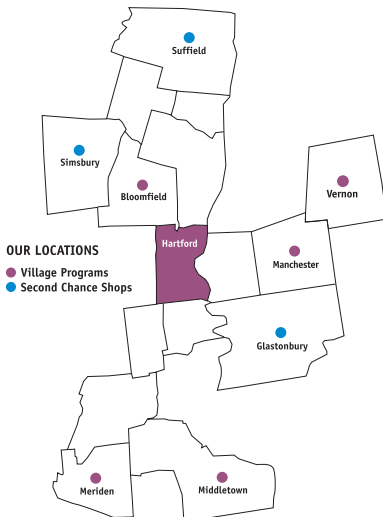 Suffield
Simsbury
Bloomfield
Vernon
Hartford
OUR LOCATIONS
Village Programs
Second Chance Shops
Manchester
Glastonbury
Meriden
Middletown